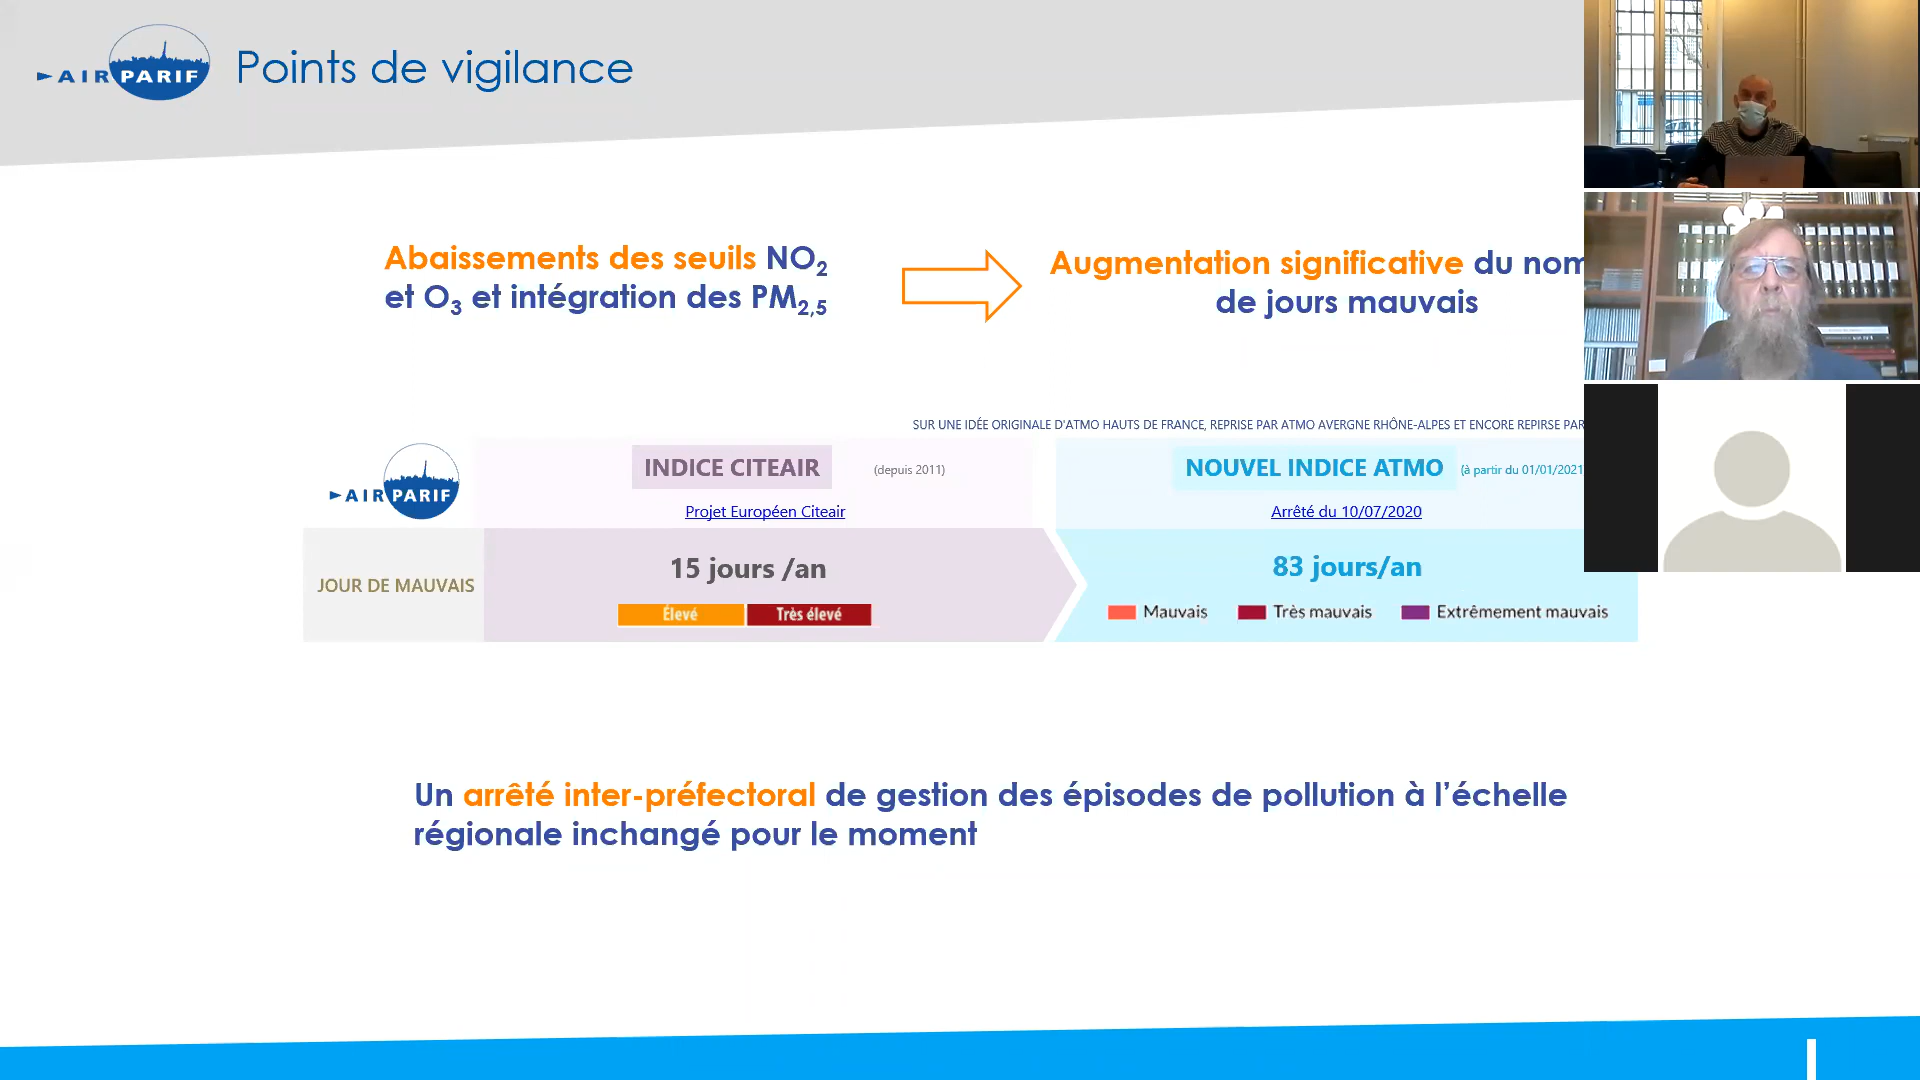 AIRPARIF
Points de vigilance
Abaissements des seuils NO2
et O3 et intégration des PM2,5
Augmentation significative du nom
de jours mauvais
SUR UNE IDÉE ORIGINALE D'ATMO HAUTS DE FRANCE, REPRISE PAR ATMO AVERGNE RHÔNE-ALPES ET ENCORE REPIRSE PAR
AIRPARIF
INDICE CITEAIR
(depuis 2011)
NOUVEL INDICE ATMO
(à partir du 01/01/2021
Projet Européen Citeair
Arrêté du 10/07/2020
JOUR DE MAUVAIS
15 jours /an
83 jours/an
Élevé
Très élevé
Mauvais
Très mauvais
Extrêmement mauvais
Un arrêté inter-préfectoral de gestion des épisodes de pollution à l’échelle
régionale inchangé pour le moment